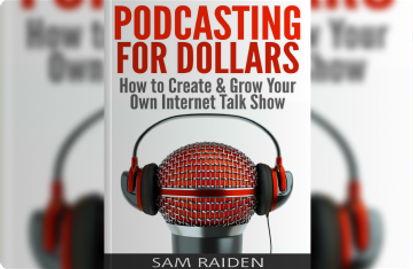 PODCASTING
FOR DOLLARS
How to Create & Grow Your
Own Internet Talk Show
SAM RAIDEN